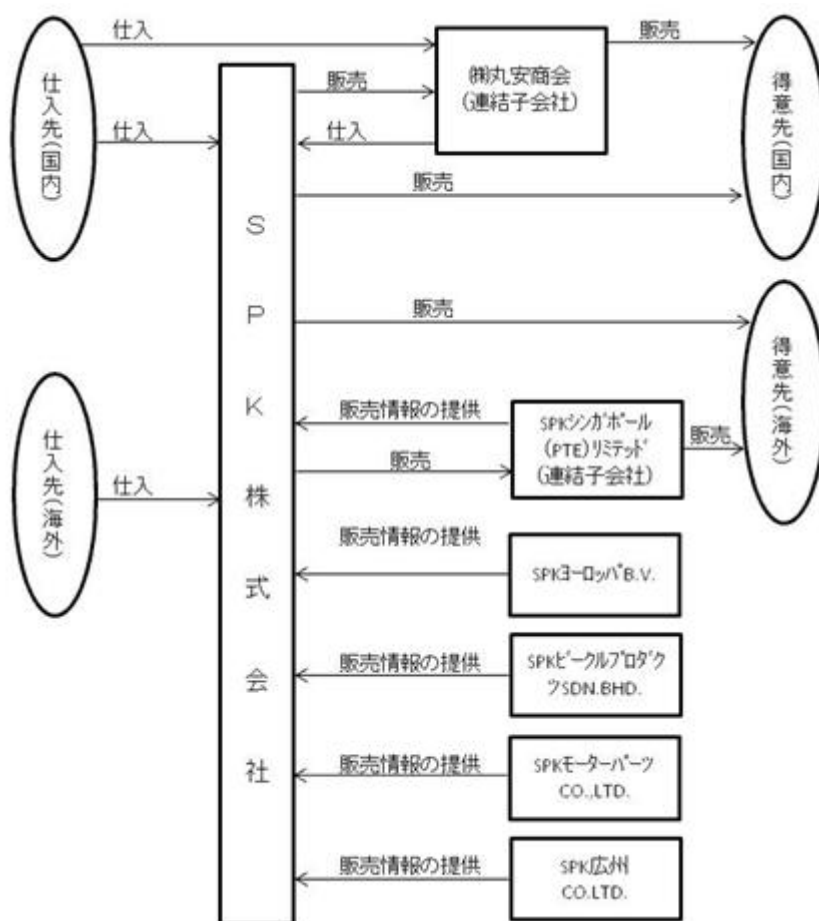 仕入
販売
㈱丸安商会
(連結子会社)
販売
仕入
仕入
販売
仕入先(国内)
得意先(国内)
SPK株式会社
販売
得意先(海外)
販売情報の提供
SPKｼﾝｶﾞﾎﾟｰﾙ
(PTE)ﾘﾐﾃｯﾄﾞ
(連結子会社)
販売
販売
仕入先(海外)
仕入
販売情報の提供
SPKﾖｰﾛｯﾊﾟB.V.
販売情報の提供
SPKﾋﾞｰｸﾙﾌﾟﾛﾀﾞｸ
ﾂSDN.BHD.
販売情報の提供
SPKﾓｰﾀｰﾊﾟｰﾂ
CO.,LTD.
販売情報の提供
SPK広州
CO.LTD.